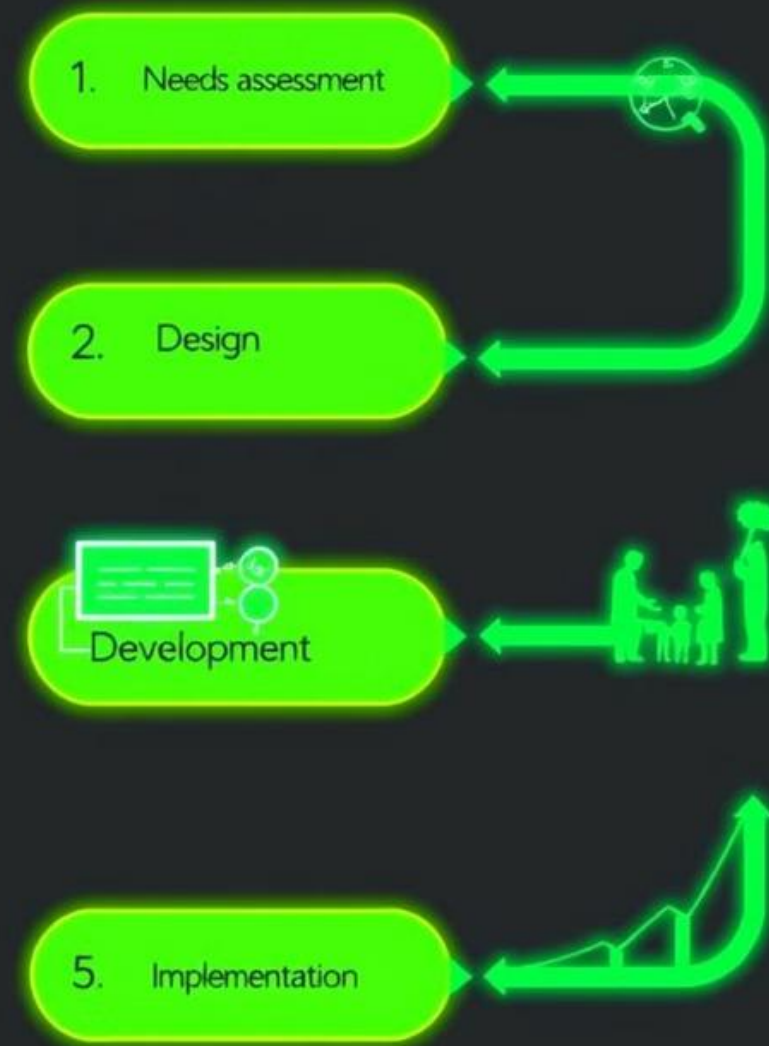 1. Needs assessment
2. Design
Development
5. Implementation